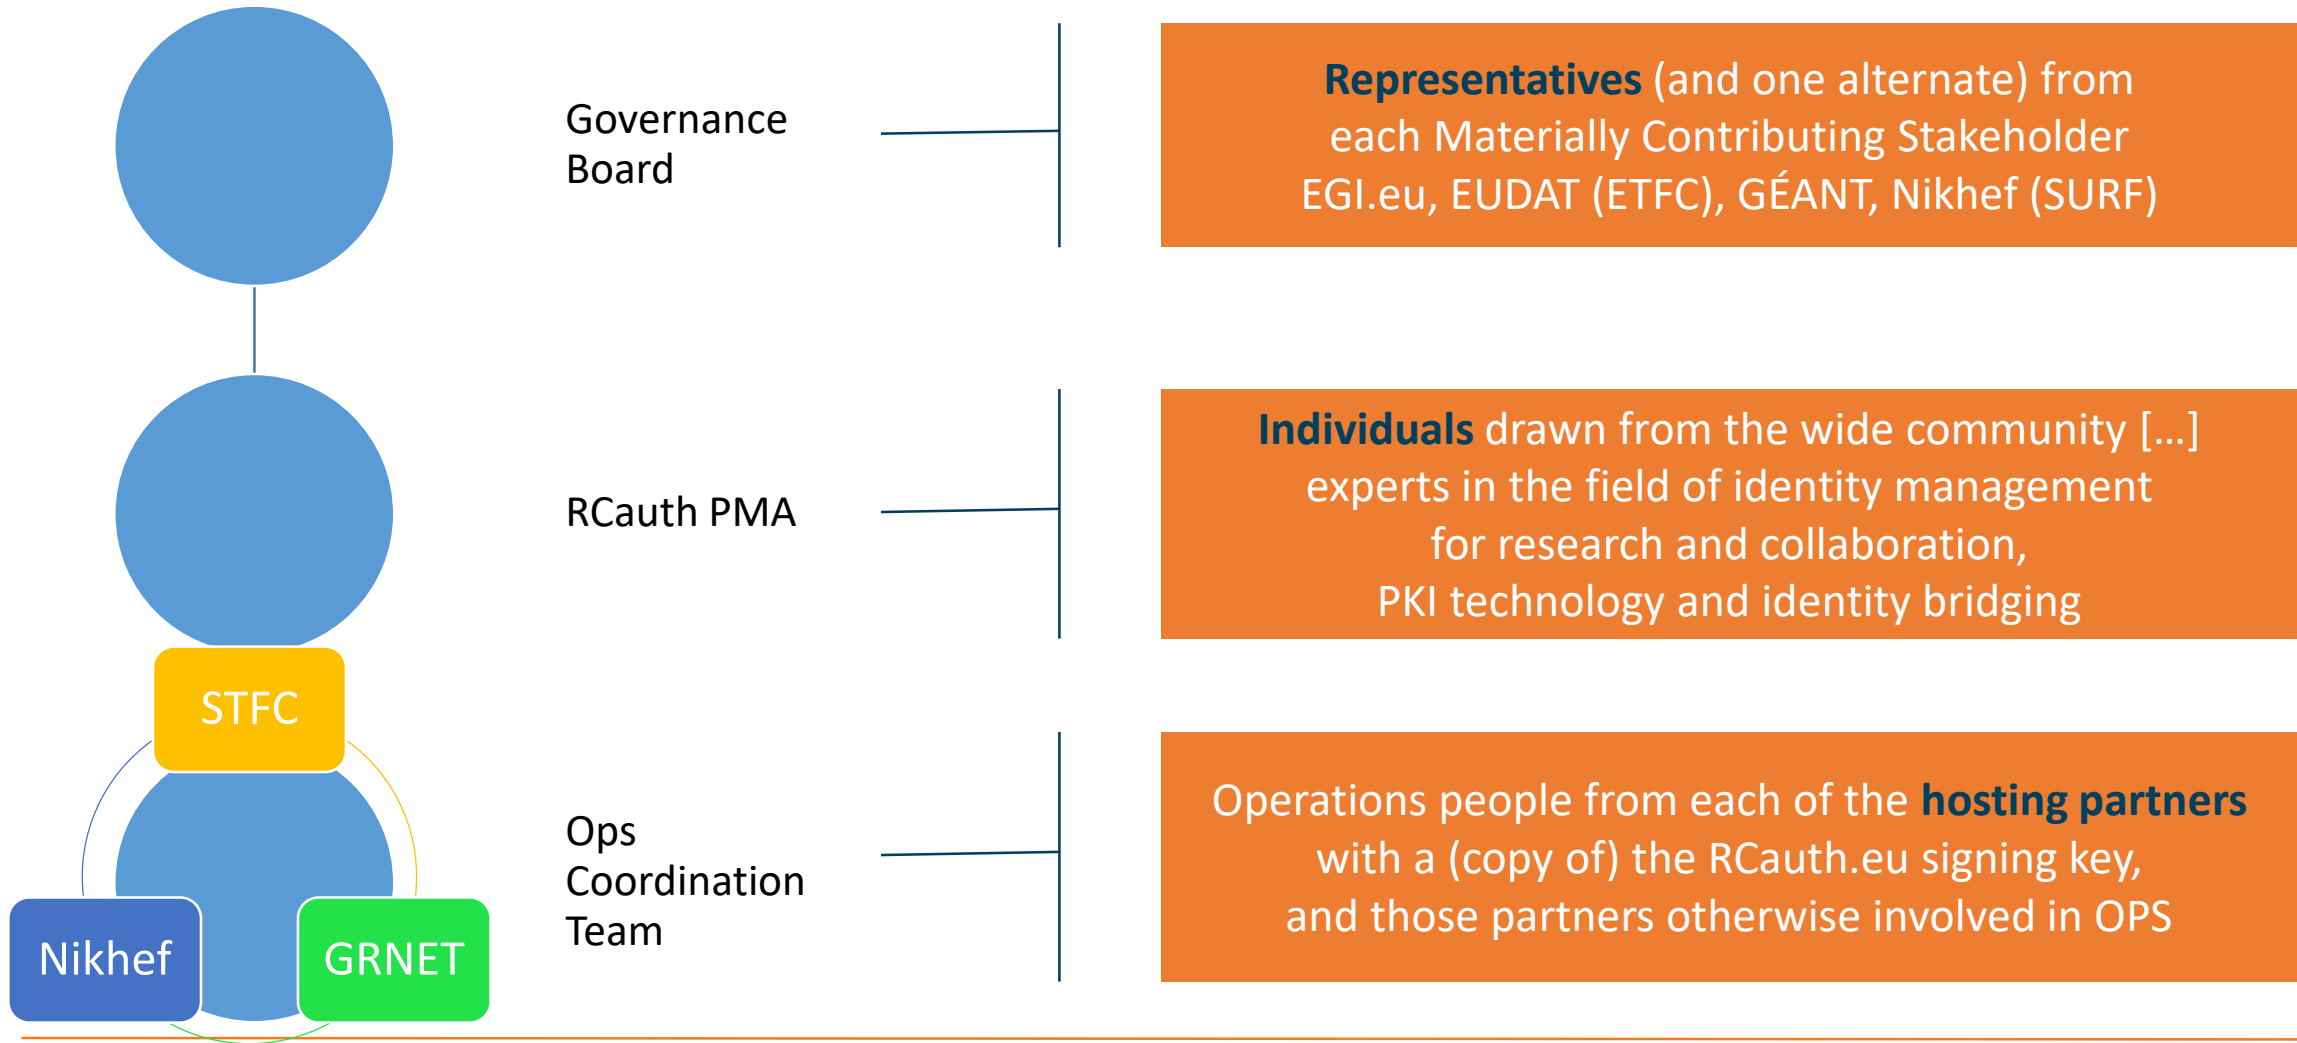 Governance
Board
Representatives (and one alternate) from
each Materially Contributing Stakeholder
EGI.eu, EUDAT (ETFC), GÉANT, Nikhef (SURF)
RCauth PMA
Individuals drawn from the wide community [...]
experts in the field of identity management
for research and collaboration,
PKI technology and identity bridging
STFC
Nikhef
GRNET
Ops
Coordination
Team
Operations people from each of the hosting partners
with a (copy of) the RCauth.eu signing key,
and those partners otherwise involved in OPS